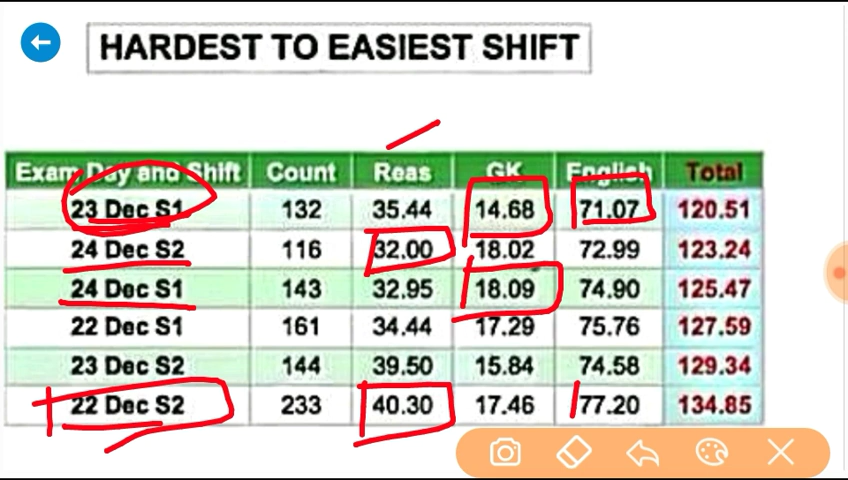 HARDEST TO EASIEST SHIFT
Exam Day and Shift Count Reas GK English Total
23 Dec S1 132 35.44 14.68 71.07 120.51
24 Dec S2 116 32.00 18.02 72.99 123.24
24 Dec S1 143 32.95 18.09 74.90 125.47
22 Dec S1 161 34.44 17.29 75.76 127.59
23 Dec S2 144 39.50 15.84 74.58 129.34
22 Dec S2 233 40.30 17.46 77.20 134.85